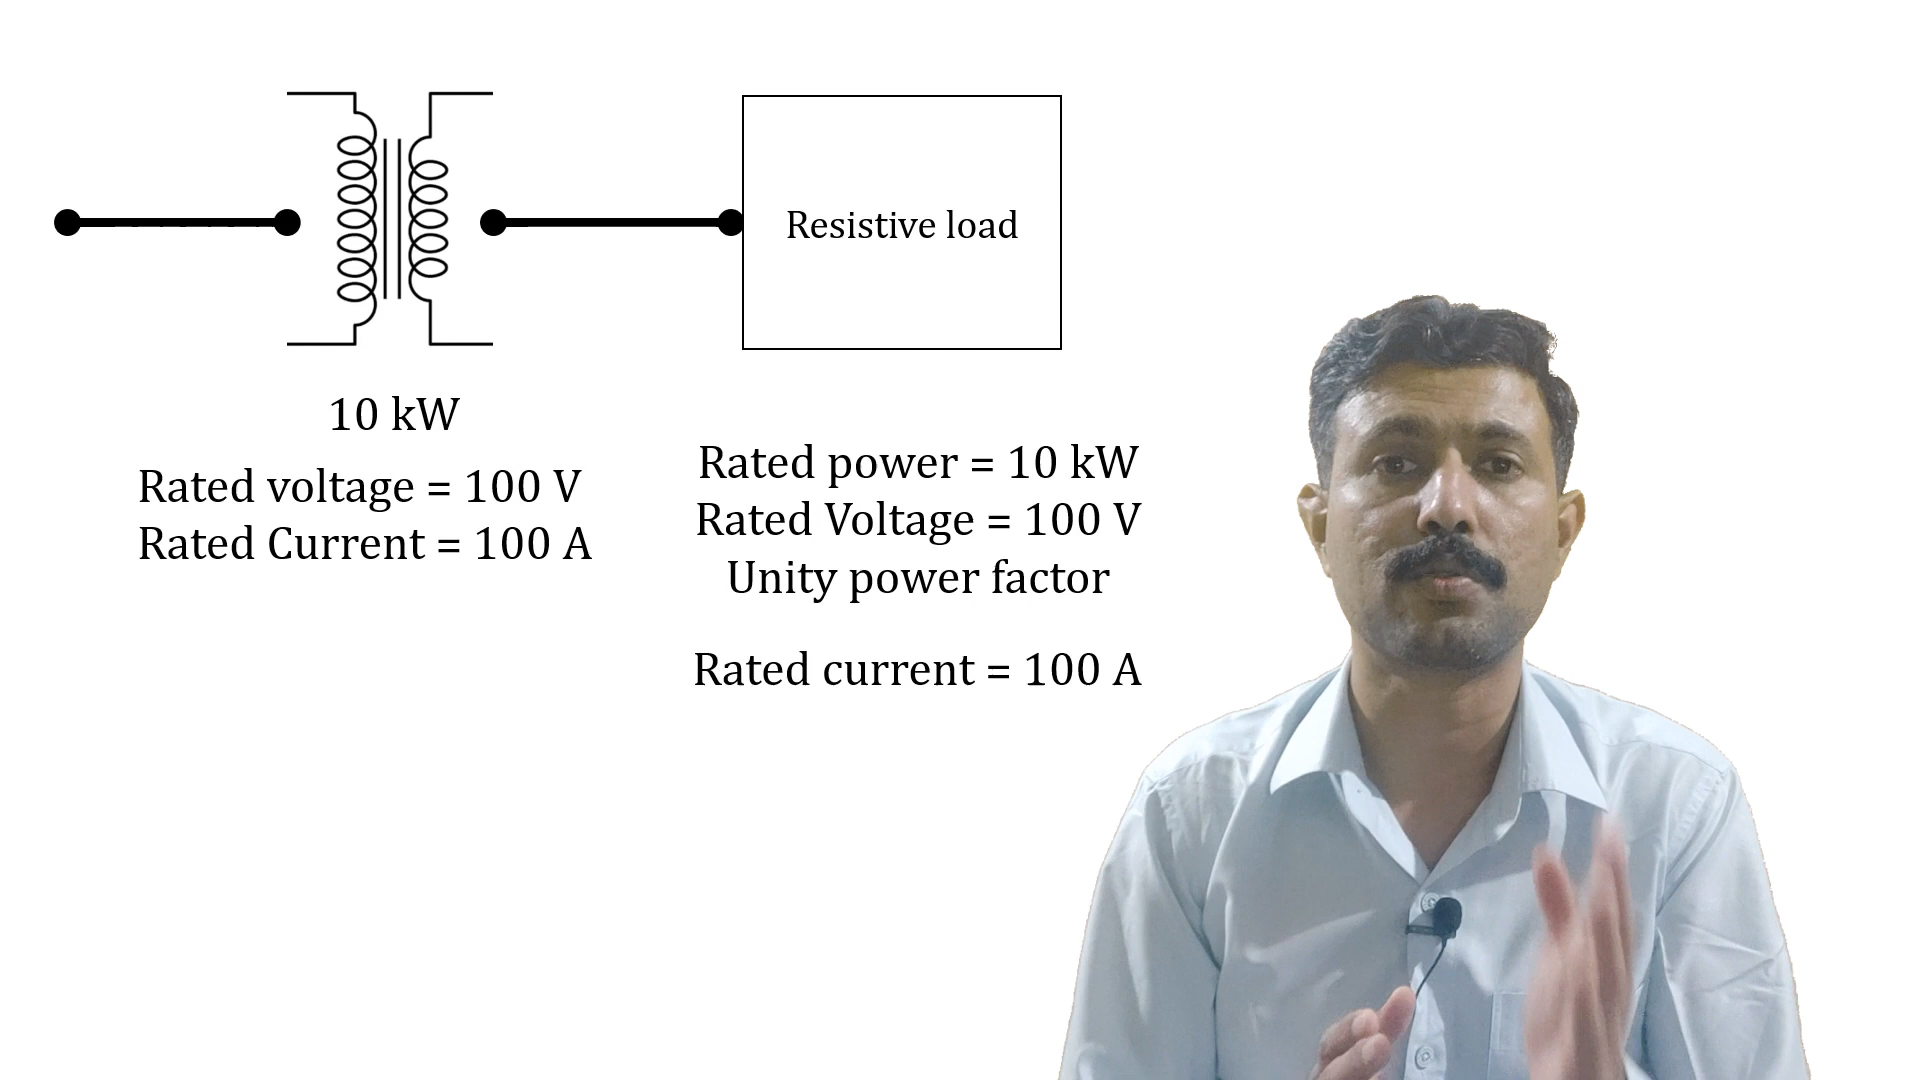 Resistive load
10 kW
Rated voltage = 100 V
Rated Current = 100 A
Rated power = 10 kW
Rated Voltage = 100 V
Unity power factor
Rated current = 100 A